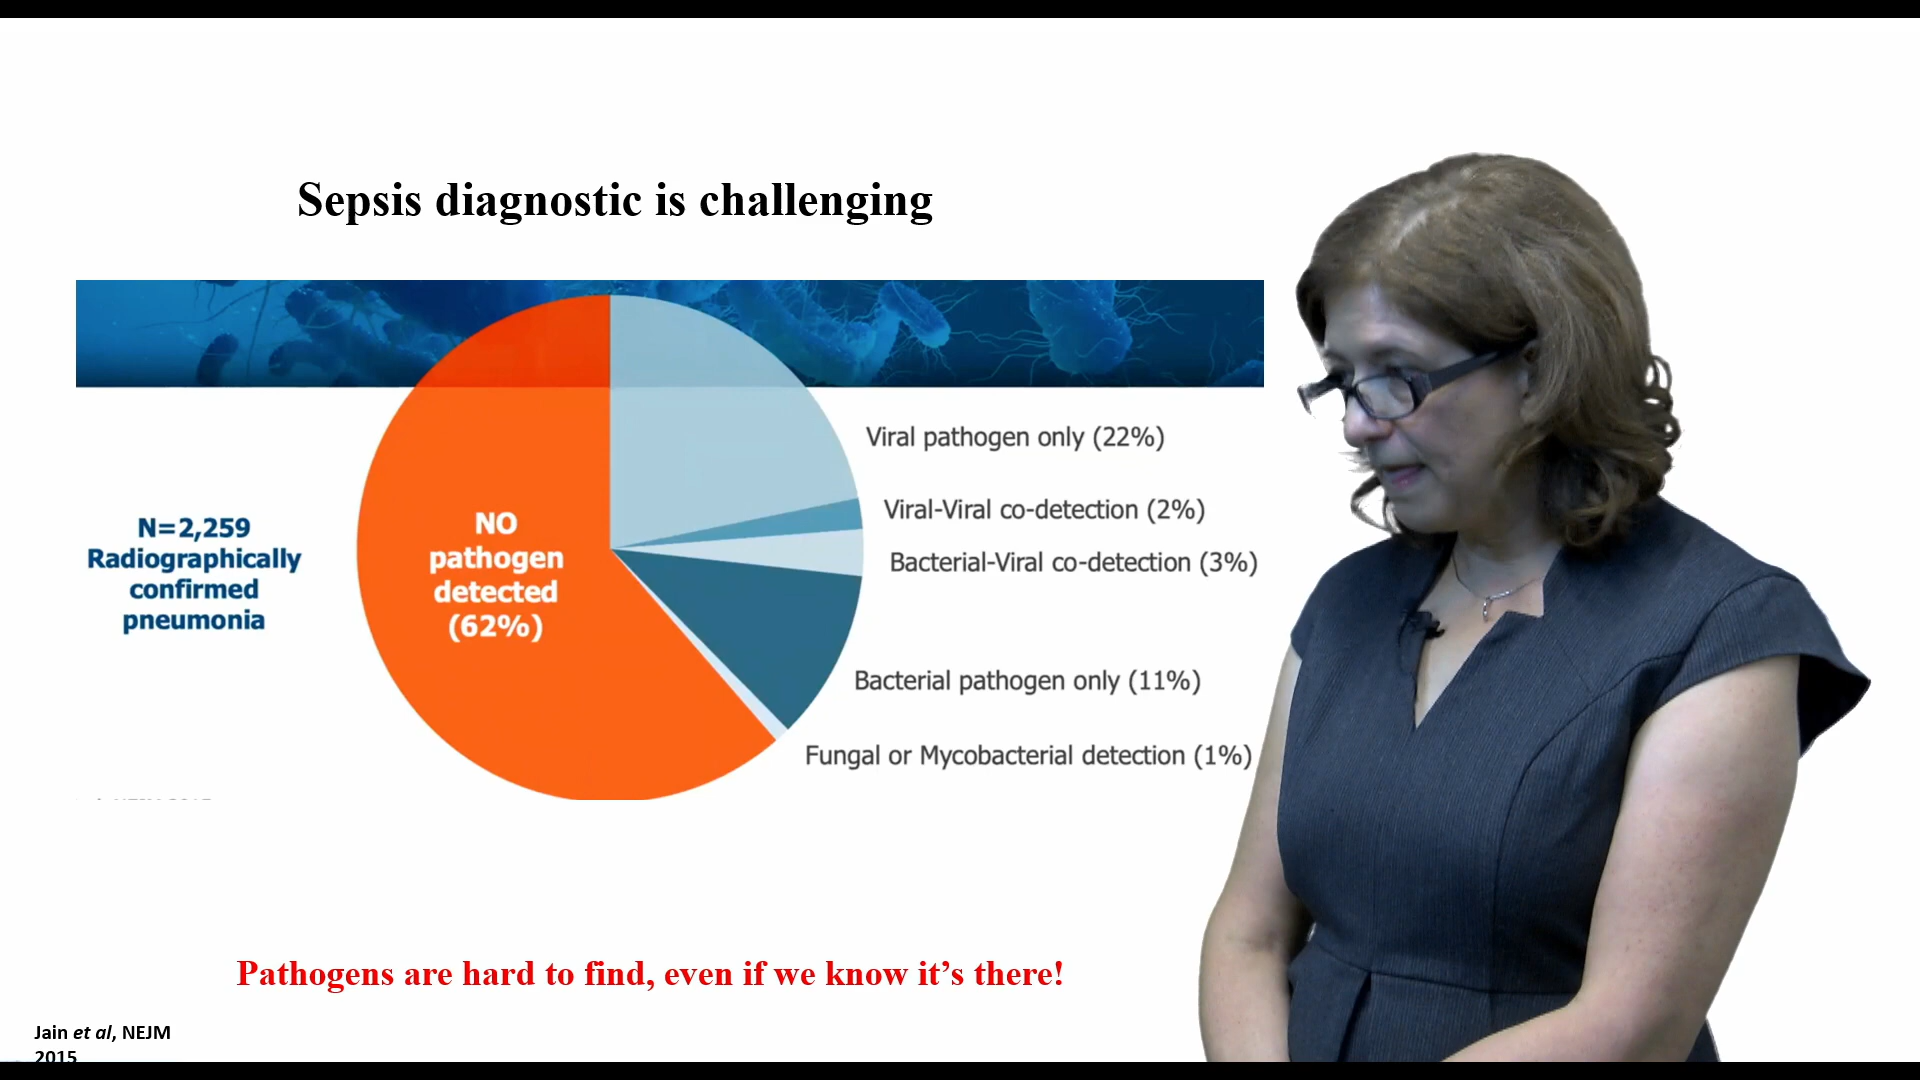 Sepsis diagnostic is challenging
N=2,259
Radiographically
confirmed
pneumonia
NO
pathogen
detected
(62%)
Viral pathogen only (22%)
Viral-Viral co-detection (2%)
Bacterial-Viral co-detection (3%)
Bacterial pathogen only (11%)
Fungal or Mycobacterial detection (1%)
Pathogens are hard to find, even if we know it’s there!
Jain et al, NEJM
2015